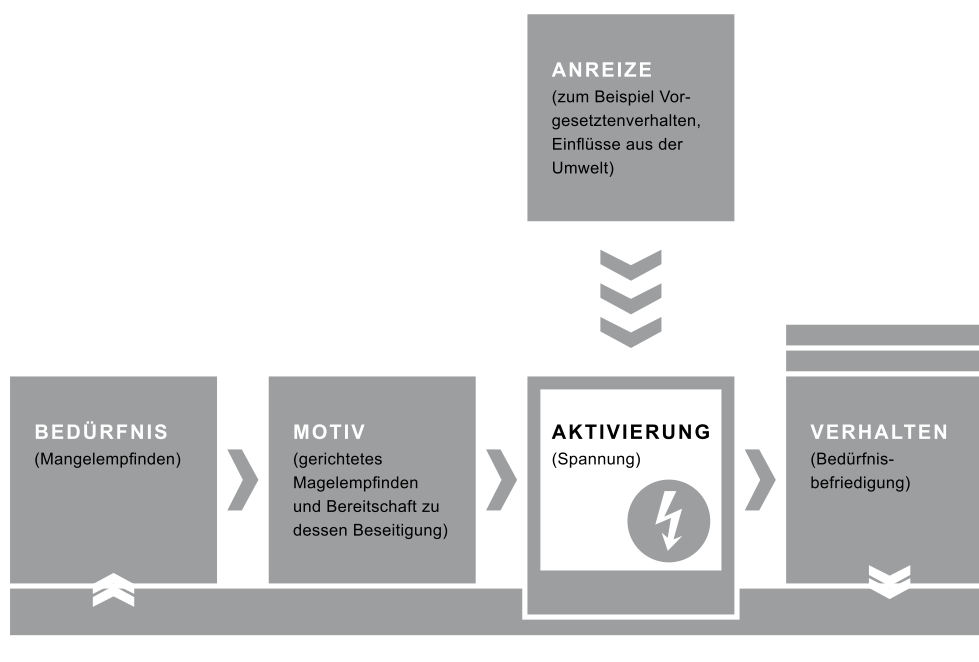 ANREIZE
(zum Beispiel Vor-
gesetztenverhalten,
Einflüsse aus der
Umwelt)
BEDÜRFNIS
(Mangelempfinden)
MOTIV
(gerichtetes
Magelempfinden
und Bereitschaft zu
dessen Beseitigung)
AKTIVIERUNG
(Spannung)
VERHALTEN
(Bedürfnis-
befriedigung)